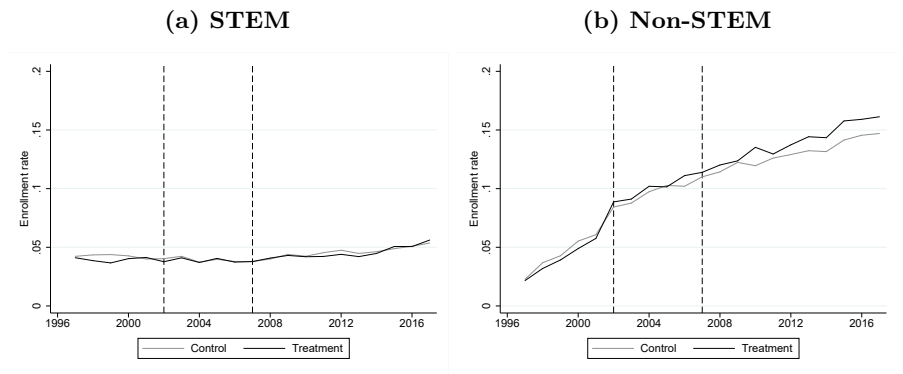 (a) STEM
(b) Non-STEM
Enrollment rate
.2
.15
.1
.05
0
1996 2000 2004 2008 2012 2016
Control Treatment
Enrollment rate
.2
.15
.1
.05
0
1996 2000 2004 2008 2012 2016
Control Treatment